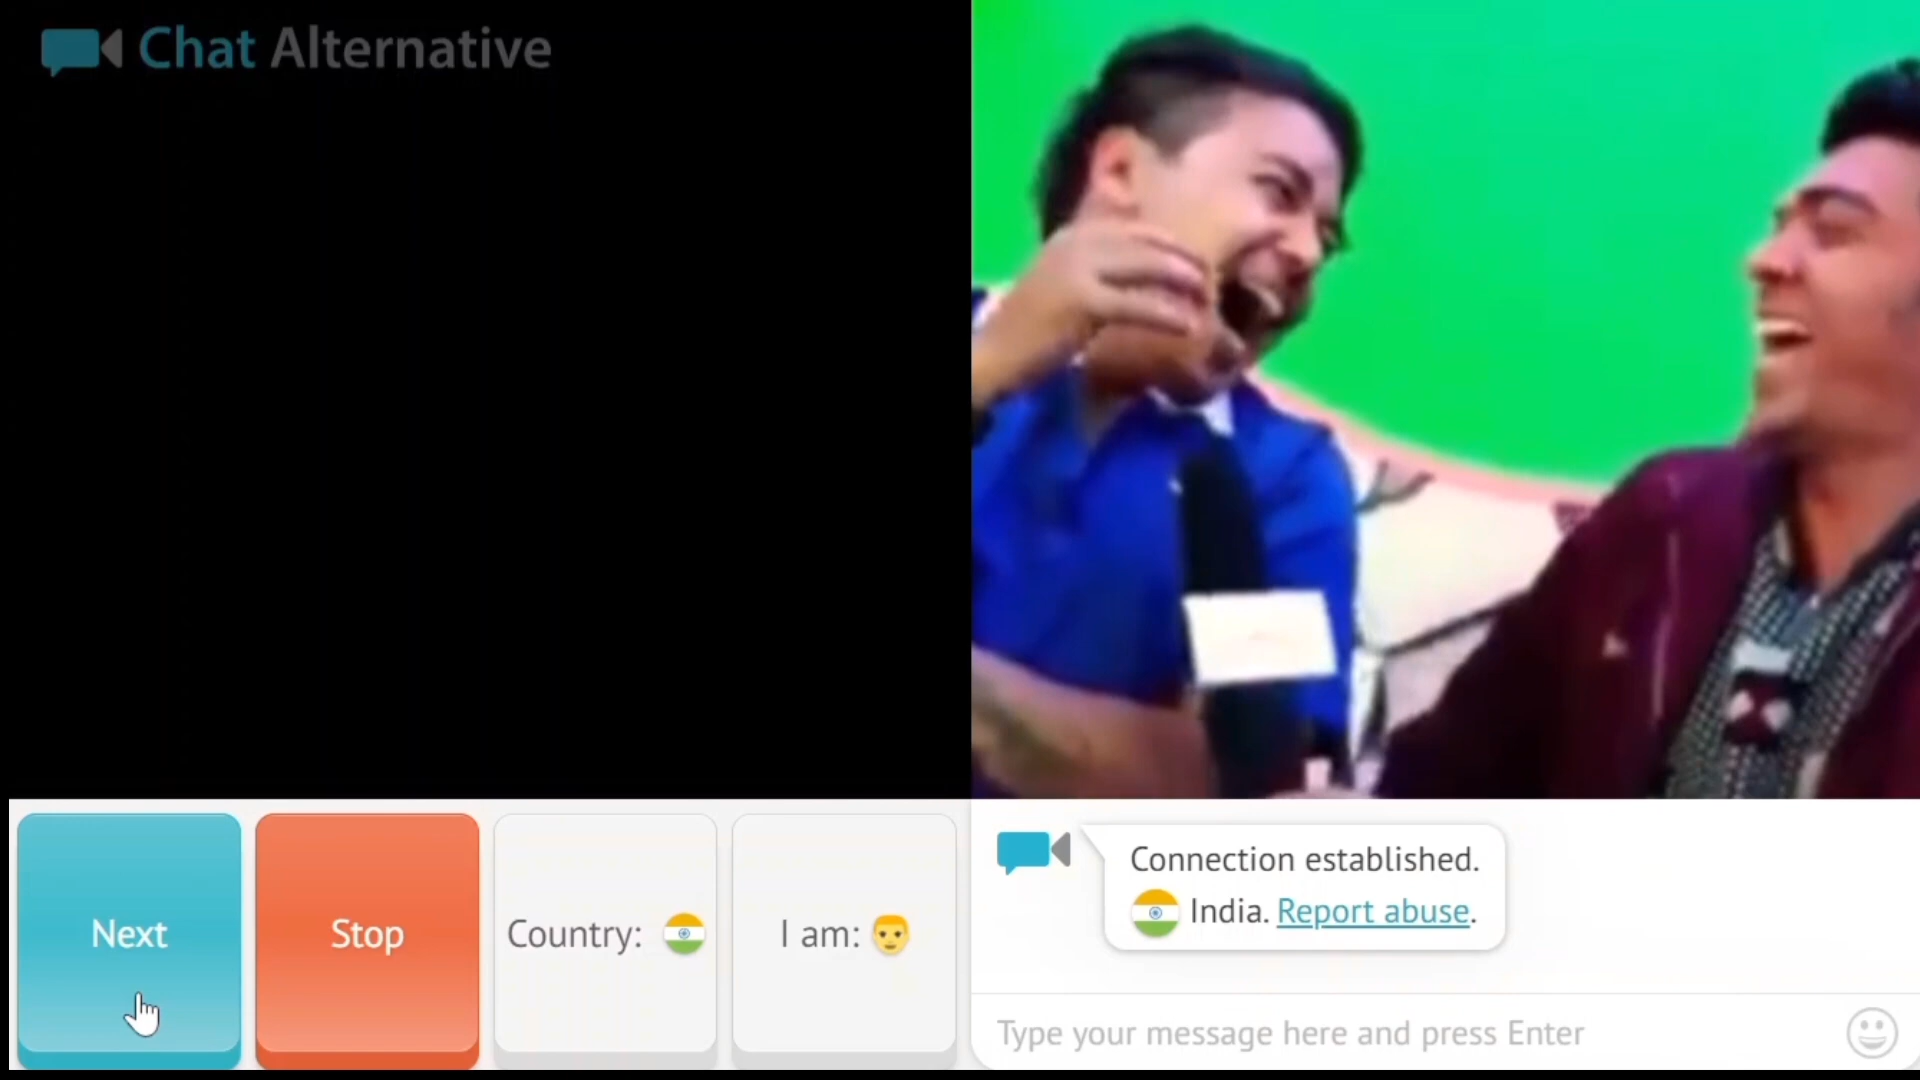 Chat Alternative
Next
Stop
Country:
I am:
Connection established.
India. Report abuse.
Type your message here and press Enter